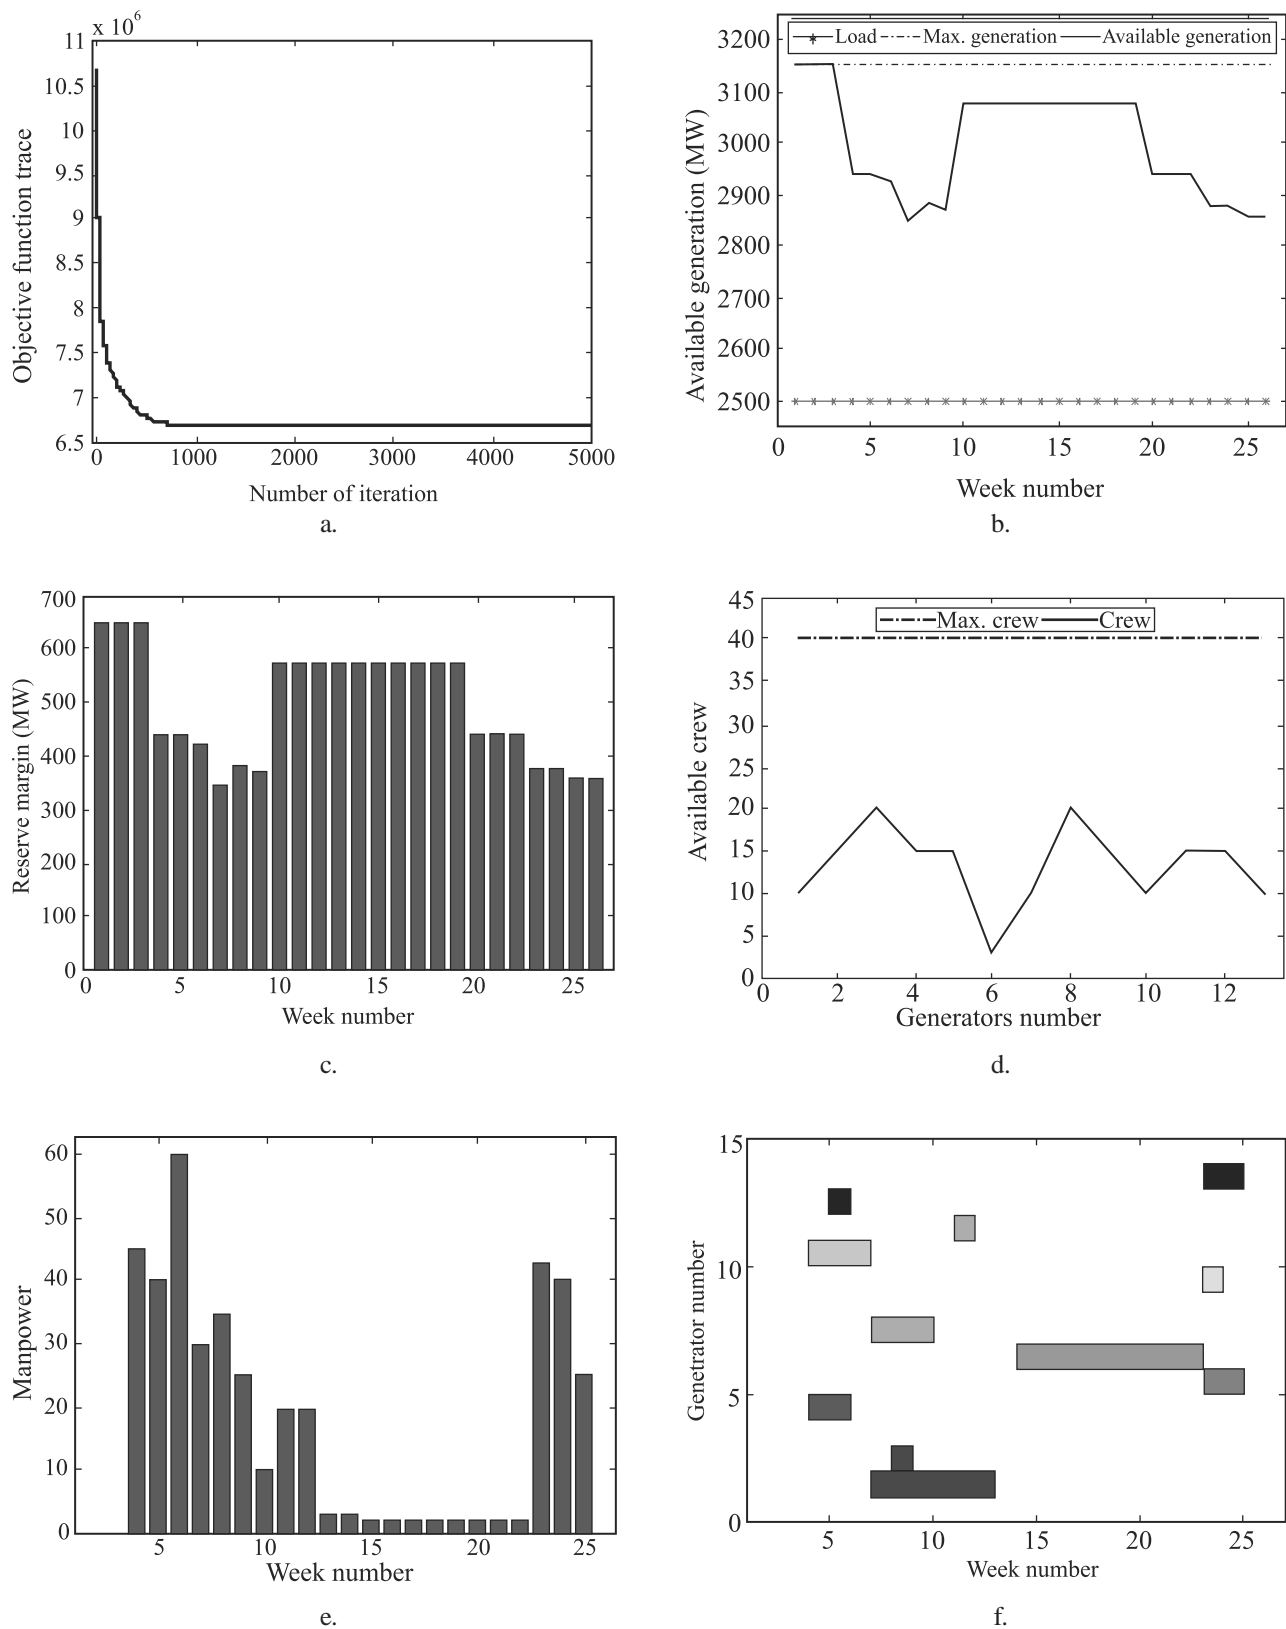 x 10^6
11
10.5
10
9.5
9
8.5
8
7.5
7
6.5
Objective function trace
0 1000 2000 3000 4000 5000
Number of iteration
a.
Load Max. generation Available generation
3200
3100
3000
2900
2800
2700
2600
2500
Available generation (MW)
0 5 10 15 20 25
Week number
b.
700
600
500
400
300
200
100
0
Reserve margin (MW)
0 5 10 15 20 25
Week number
c.
Max. crew Crew
45
40
35
30
25
20
15
10
5
0
Available crew
0 2 4 6 8 10 12
Generators number
d.
60
50
40
30
20
10
0
Manpower
5 10 15 20 25
Week number
e.
15
10
5
0
Genetrator number
5 10 15 20 25
Week number
f.